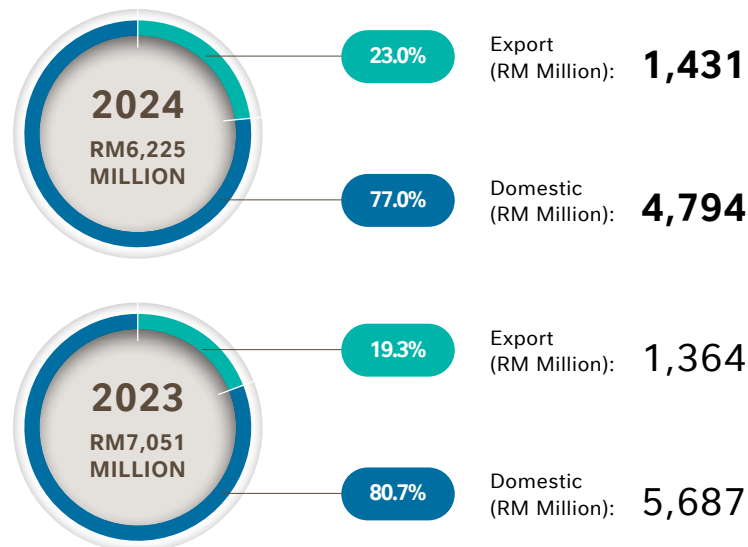 2024
RM6,225
MILLION
23.0%
Export
(RM Million):
1,431
77.0%
Domestic
(RM Million):
4,794
2023
RM7,051
MILLION
19.3%
Export
(RM Million):
1,364
80.7%
Domestic
(RM Million):
5,687